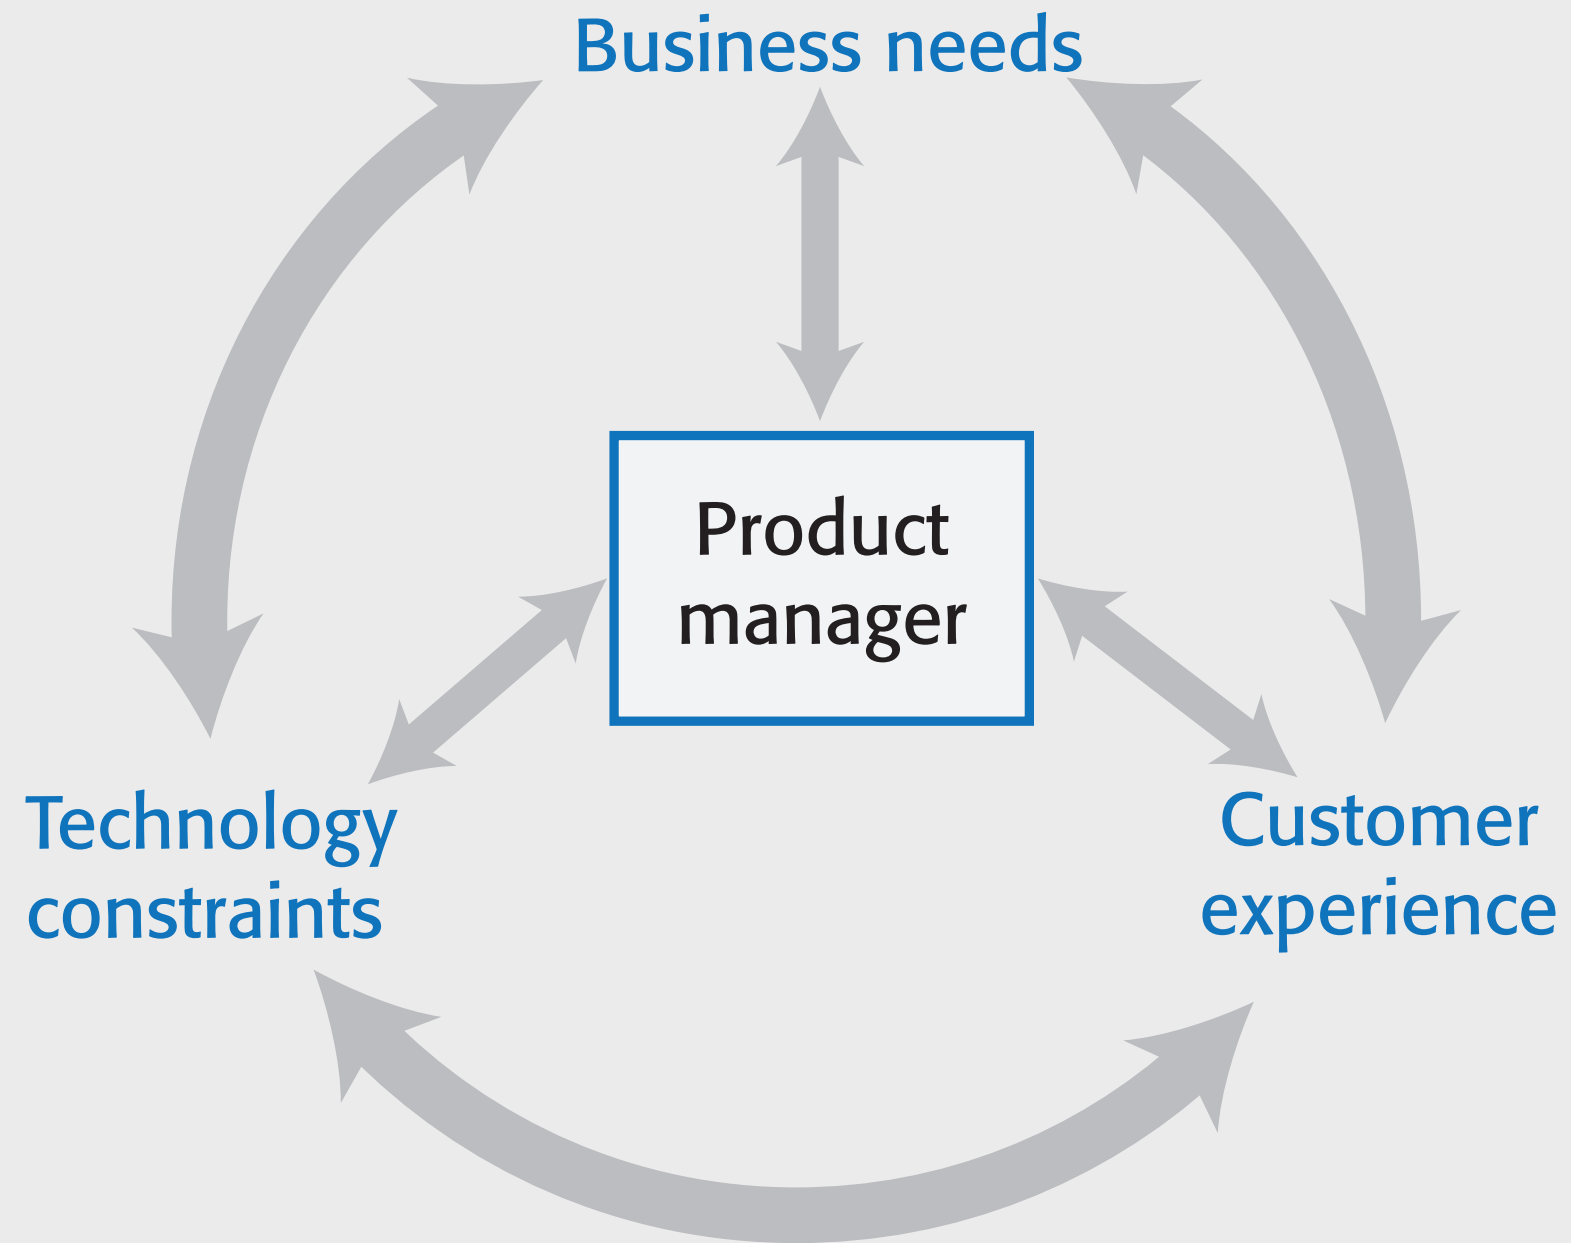 Business needs
Product
manager
Technology
constraints
Customer
experience